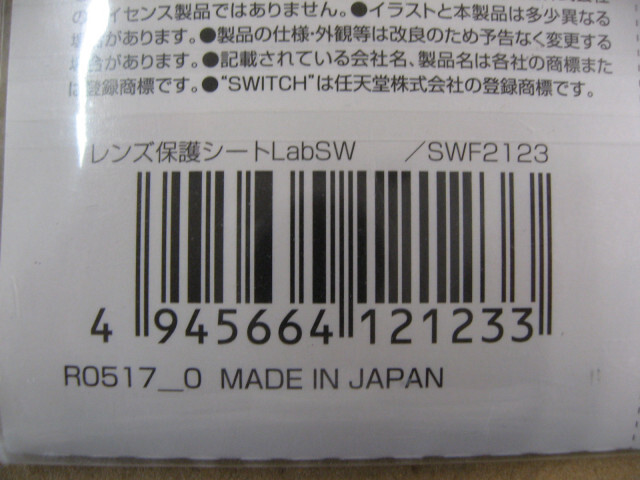 のライセンス製品ではありません。●イラストと本製品は多少異なる
場合があります。●製品の仕様・外観等は改良のため予告なく変更する
場合があります。●記載されている会社名、製品名は各社の商標また
は登録商標です。●“SWITCH”は任天堂株式会社の登録商標です。
レンズ保護シートLabSW /SWF2123
4 945664 121233
R0517__0 MADE IN JAPAN